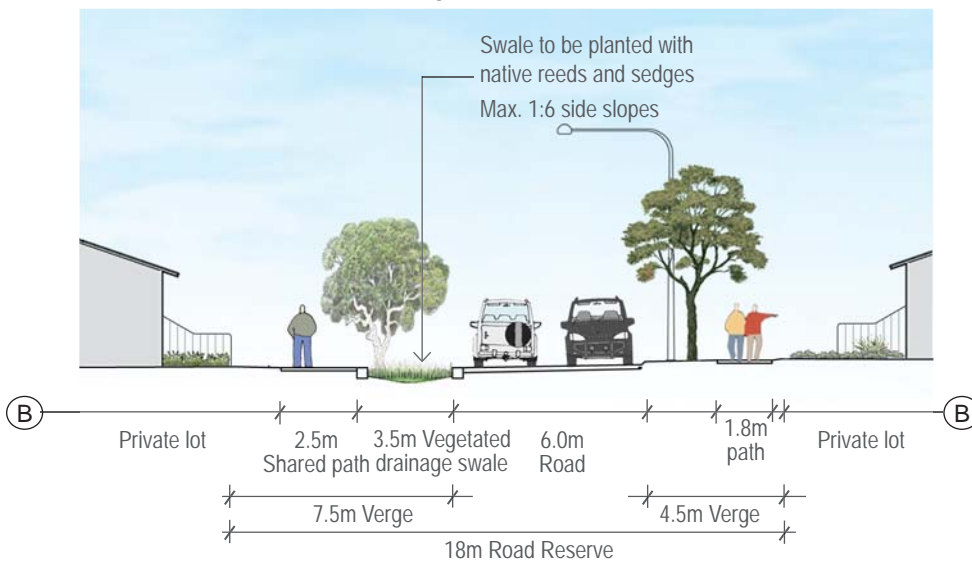 Swale to be planted with
native reeds and sedges
Max. 1:6 side slopes
B
B
Private lot
2.5m
Shared path
3.5m Vegetated
drainage swale
6.0m
Road
1.8m
path
Private lot
7.5m Verge
4.5m Verge
18m Road Reserve